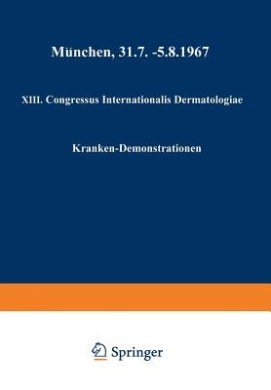 München, 31.7. -5.8.1967
XIII. Congressus Internationalis Dermatologiae
Kranken-Demonstrationen
Springer